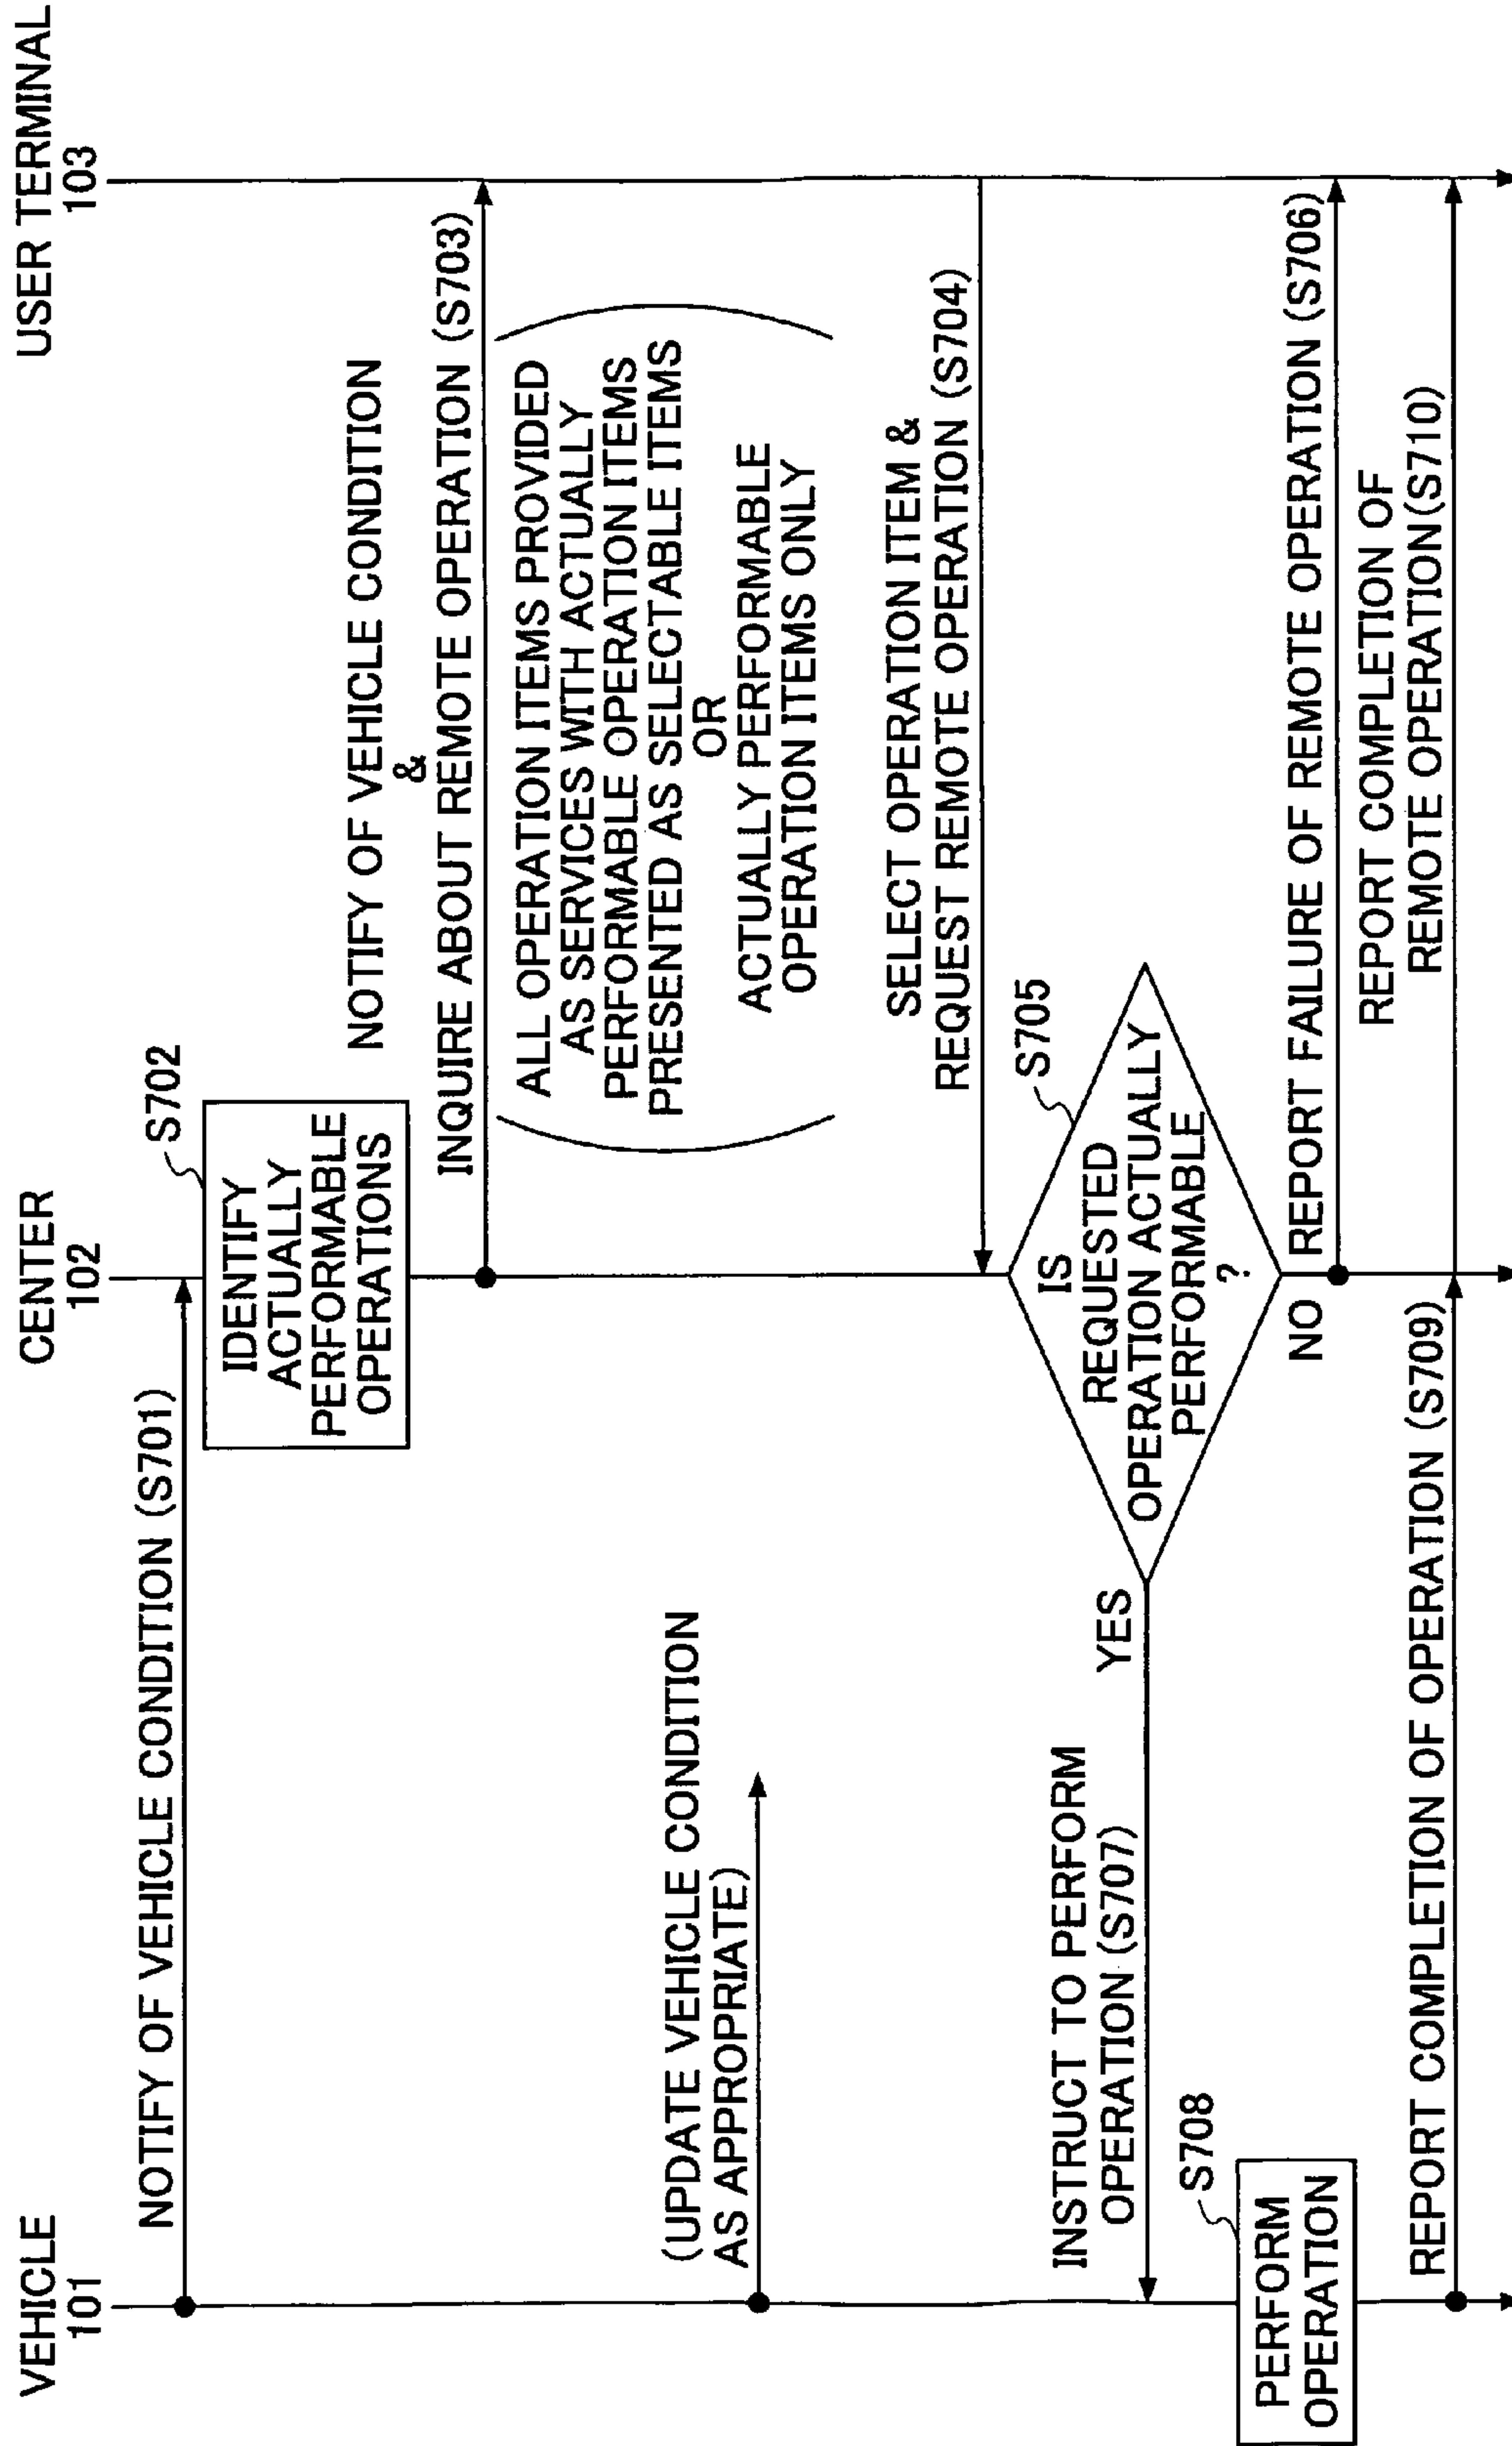 VEHICLE
101
CENTER
102
USER TERMINAL
103
NOTIFY OF VEHICLE CONDITION (S701)
S702
IDENTIFY
ACTUALLY
PERFORMABLE
OPERATIONS
NOTIFY OF VEHICLE CONDITION
&
INQUIRE ABOUT REMOTE OPERATION (S703)
ALL OPERATION ITEMS PROVIDED
AS SERVICES WITH ACTUALLY
PERFORMABLE OPERATION ITEMS
PRESENTED AS SELECTABLE ITEMS
OR
ACTUALLY PERFORMABLE
OPERATION ITEMS ONLY
(UPDATE VEHICLE CONDITION
AS APPROPRIATE)
SELECT OPERATION ITEM &
REQUEST REMOTE OPERATION (S704)
S705
IS
REQUESTED
OPERATION ACTUALLY
PERFORMABLE
?
YES
NO
INSTRUCT TO PERFORM
OPERATION (S707)
REPORT FAILURE OF REMOTE OPERATION (S706)
S708
PERFORM
OPERATION
REPORT COMPLETION OF OPERATION (S709)
REPORT COMPLETION OF
REMOTE OPERATION(S710)